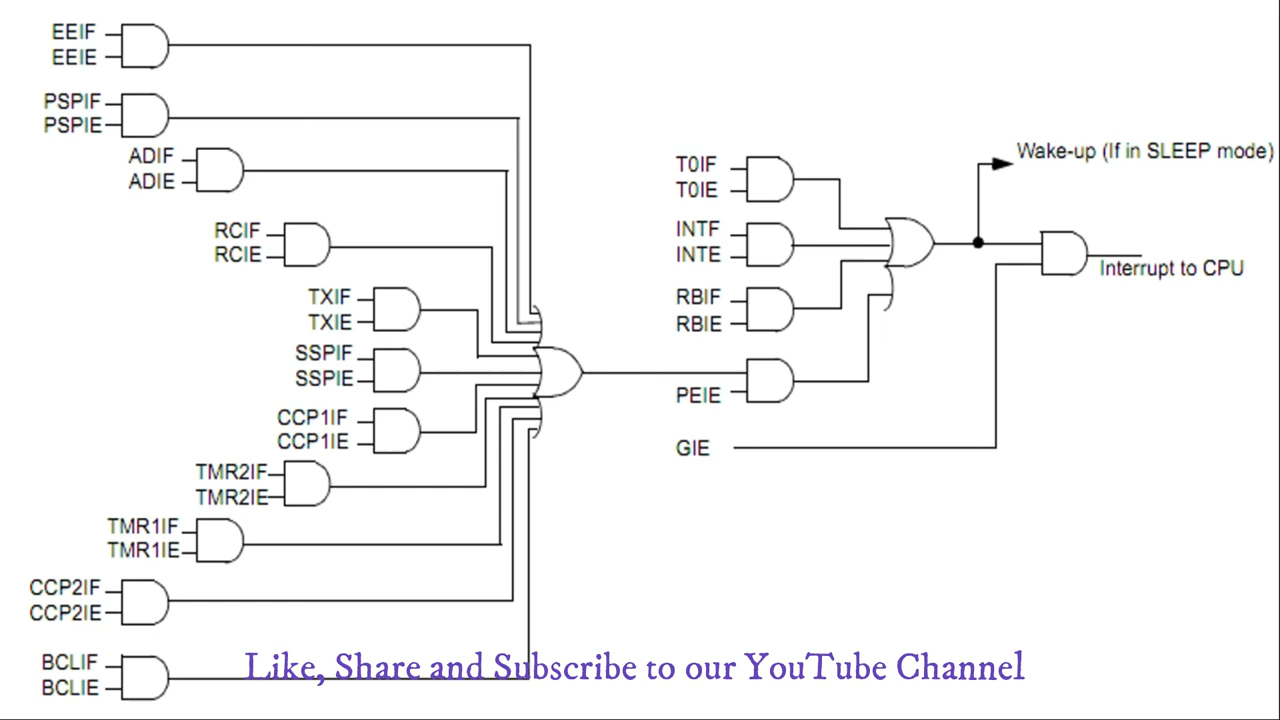 EEIF
EEIE
PSPIF
PSPIE
ADIF
ADIE
RCIF
RCIE
TXIF
TXIE
SSPIF
SSPIE
CCP1IF
CCP1IE
TMR2IF
TMR2IE
TMR1IF
TMR1IE
CCP2IF
CCP2IE
BCLIF
BCLIE
T0IF
T0IE
INTF
INTE
RBIF
RBIE
PEIE
GIE
Wake-up (If in SLEEP mode)
Interrupt to CPU
Like, Share and Subscribe to our YouTube Channel